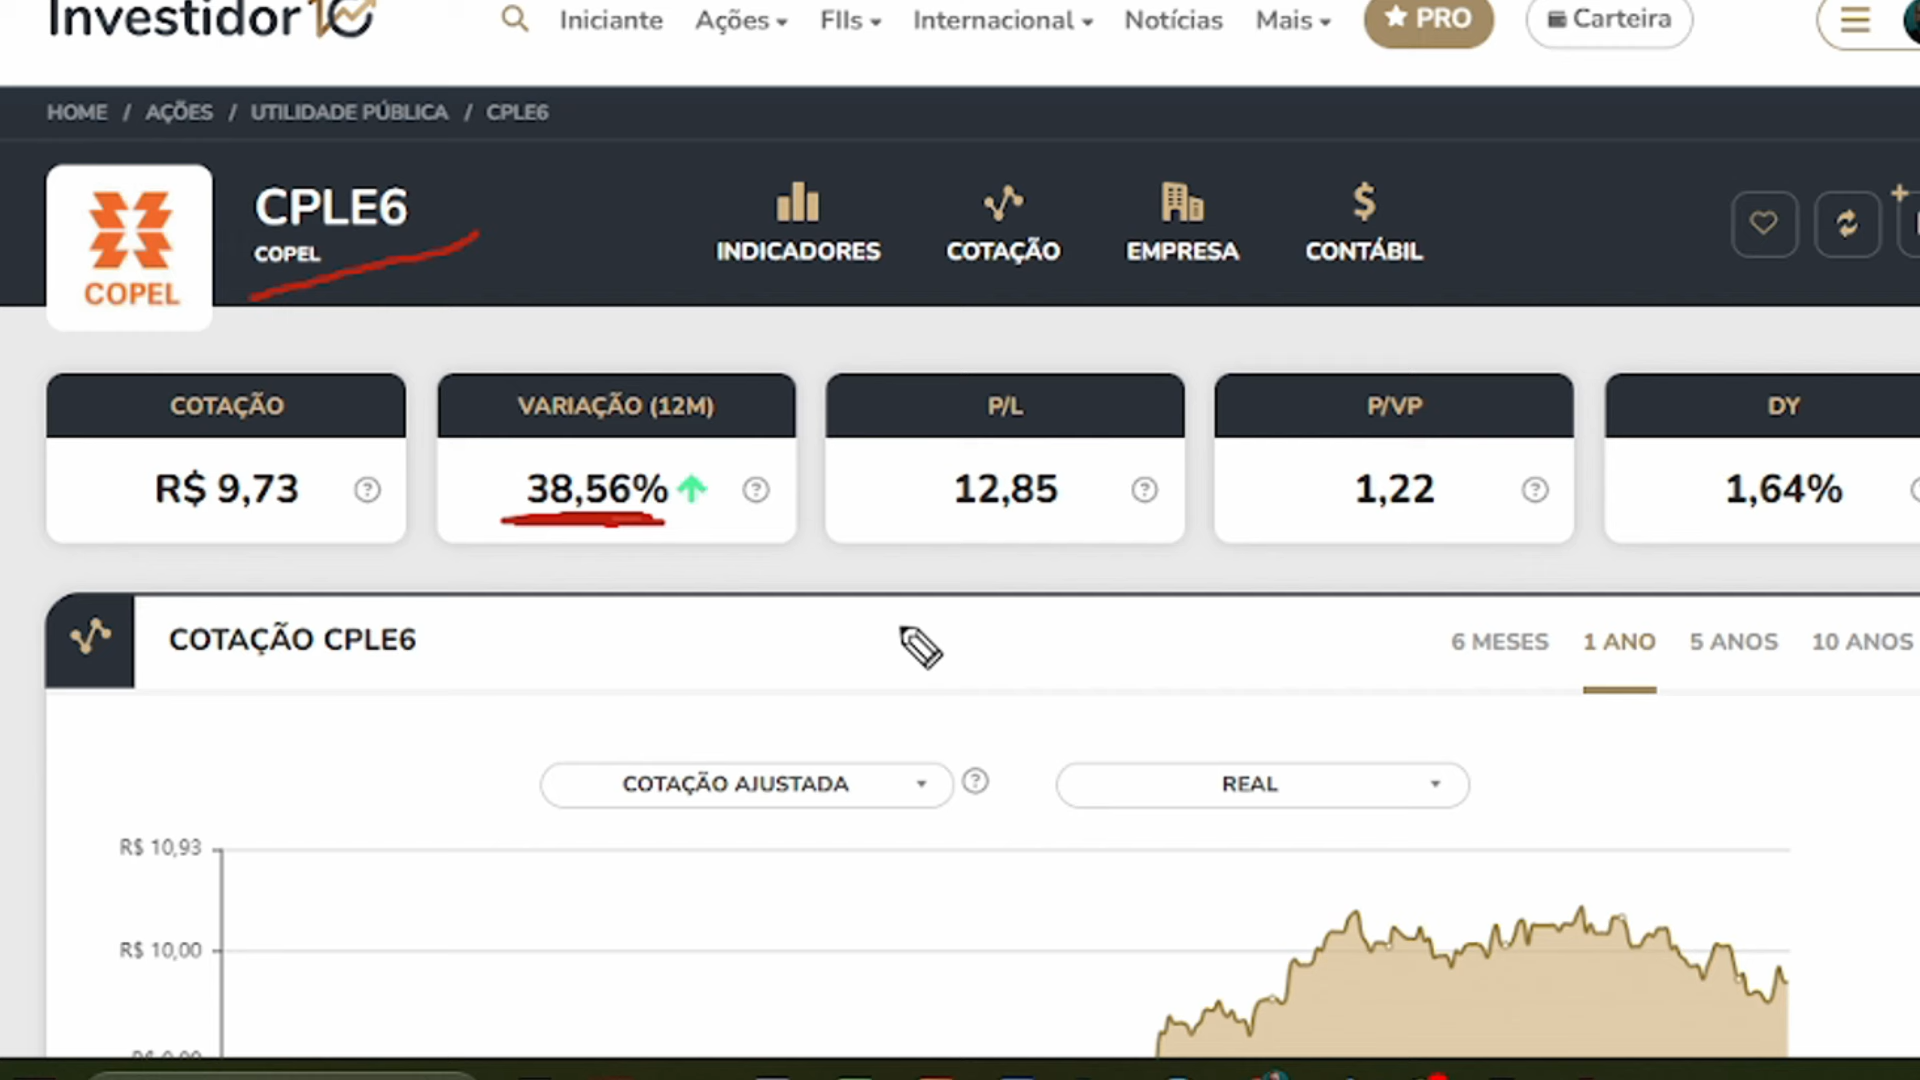 Investidor 10
Iniciante
Ações
FIIs
Internacional
Notícias
Mais
PRO
Carteira
HOME / AÇÕES / UTILIDADE PÚBLICA / CPLE6
COPEL
CPLE6
COPEL
INDICADORES
COTAÇÃO
EMPRESA
CONTÁBIL
COTAÇÃO
R$ 9,73
VARIAÇÃO (12M)
38,56%
P/L
12,85
P/VP
1,22
DY
1,64%
COTAÇÃO CPLE6
6 MESES
1 ANO
5 ANOS
10 ANOS
COTAÇÃO AJUSTADA
REAL
R$ 10,93
R$ 10,00